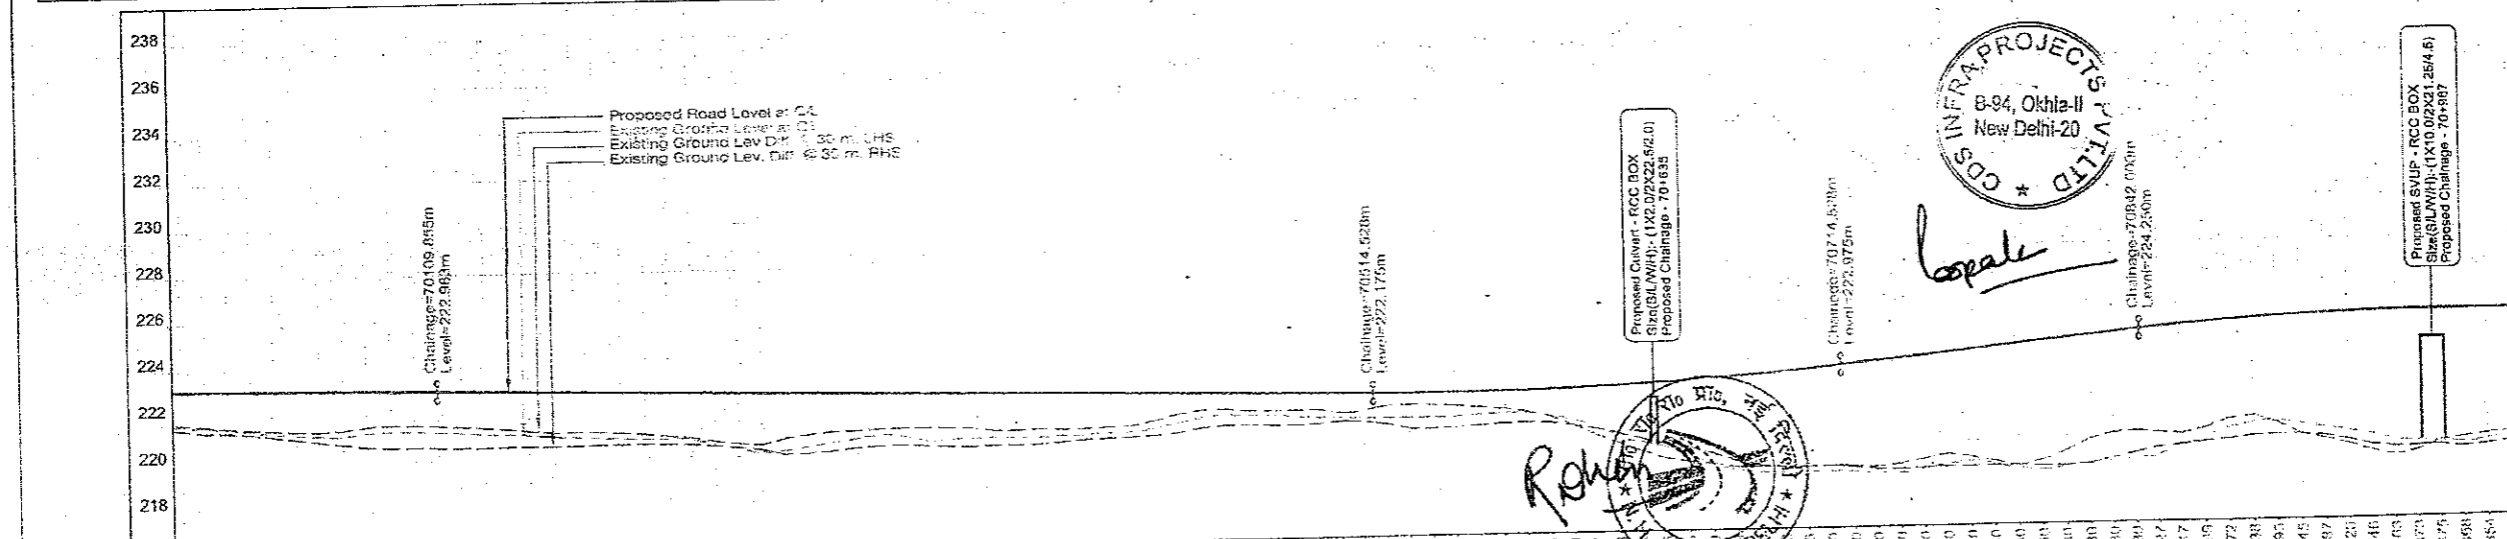 238
236
234
232
230
228
226
224
222
220
218
Proposed Road Level at C/L
Existing Ground Level at CL
Existing Ground Lev Diff. @ 30 m. LHS
Existing Ground Lev. Diff. @ 30 m. RHS
Chainage=70109.855m
Level=222.963m
Chainage=70514.528m
Level=222.175m
Proposed Culvert - RCC BOX
Size(S/L/W/H):- (1X2.0/2X22.5/2.0)
Proposed Chainage - 70+635
Chainage=70714.528m
Level=222.975m
CDS INFRA PROJECTS PVT. LTD
B-94, Okhla-II
New Delhi-20
Chainage=70842.000m
Level=224.250m
Proposed SVUP - RCC BOX
Size(S/L/W/H):-(1X10.0/2X21.25/4.5)
Proposed Chainage - 70+987
प्रा०, नई दिल्ली